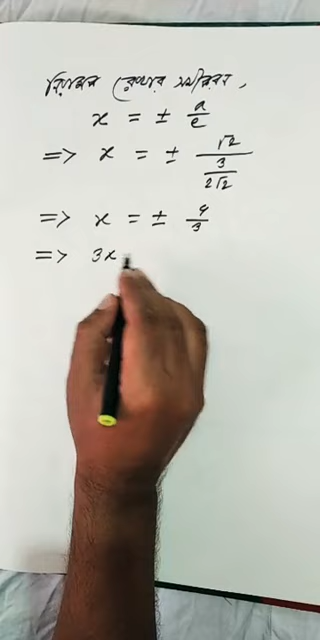 নিয়ামক রেখার সমীকরণ,
x = ± a/e
=> x = ± √2 / (3 / 2√2)
=> x = ± 4/3
=> 3x